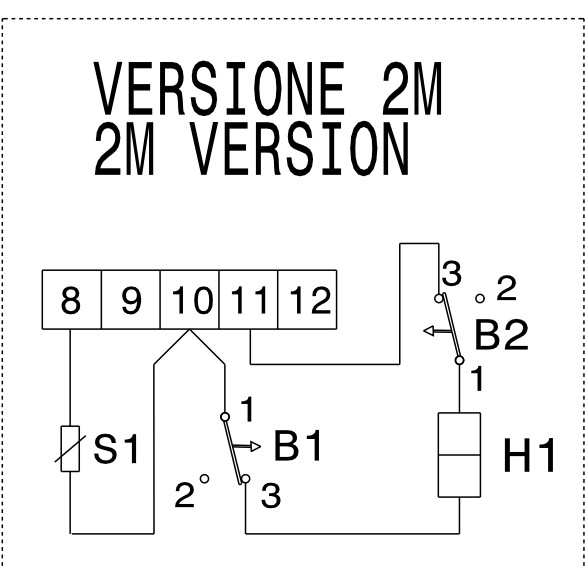 VERSIONE 2M
2M VERSION
8 9 10 11 12
3
2
B2
1
1
S1
B1
H1
2
3